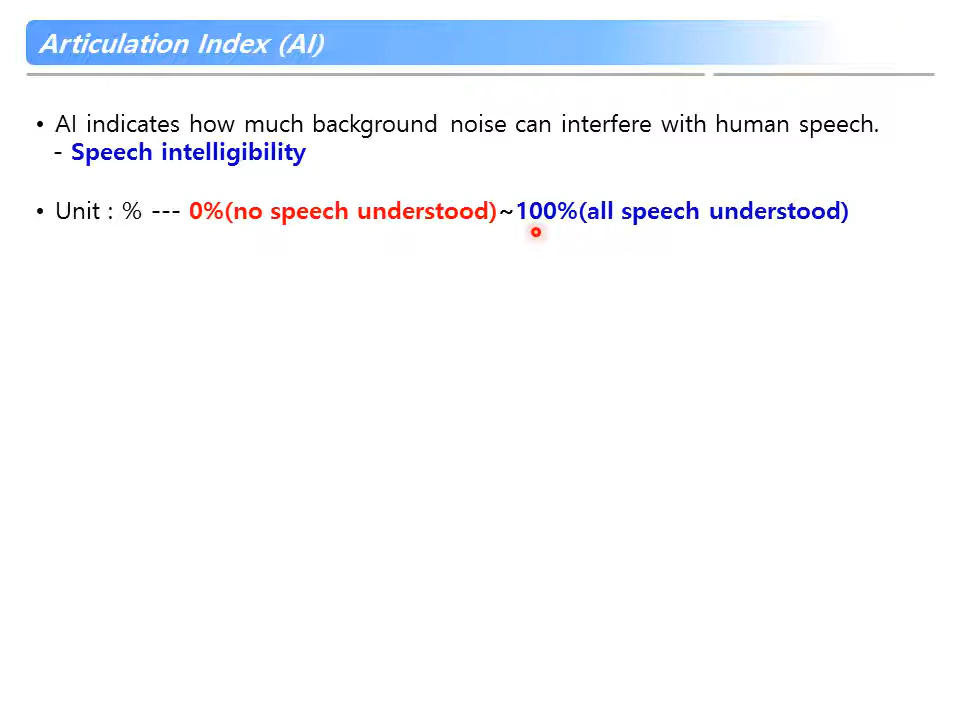 Articulation Index (AI)
• AI indicates how much background noise can interfere with human speech.
- Speech intelligibility
• Unit : % --- 0%(no speech understood)~100%(all speech understood)